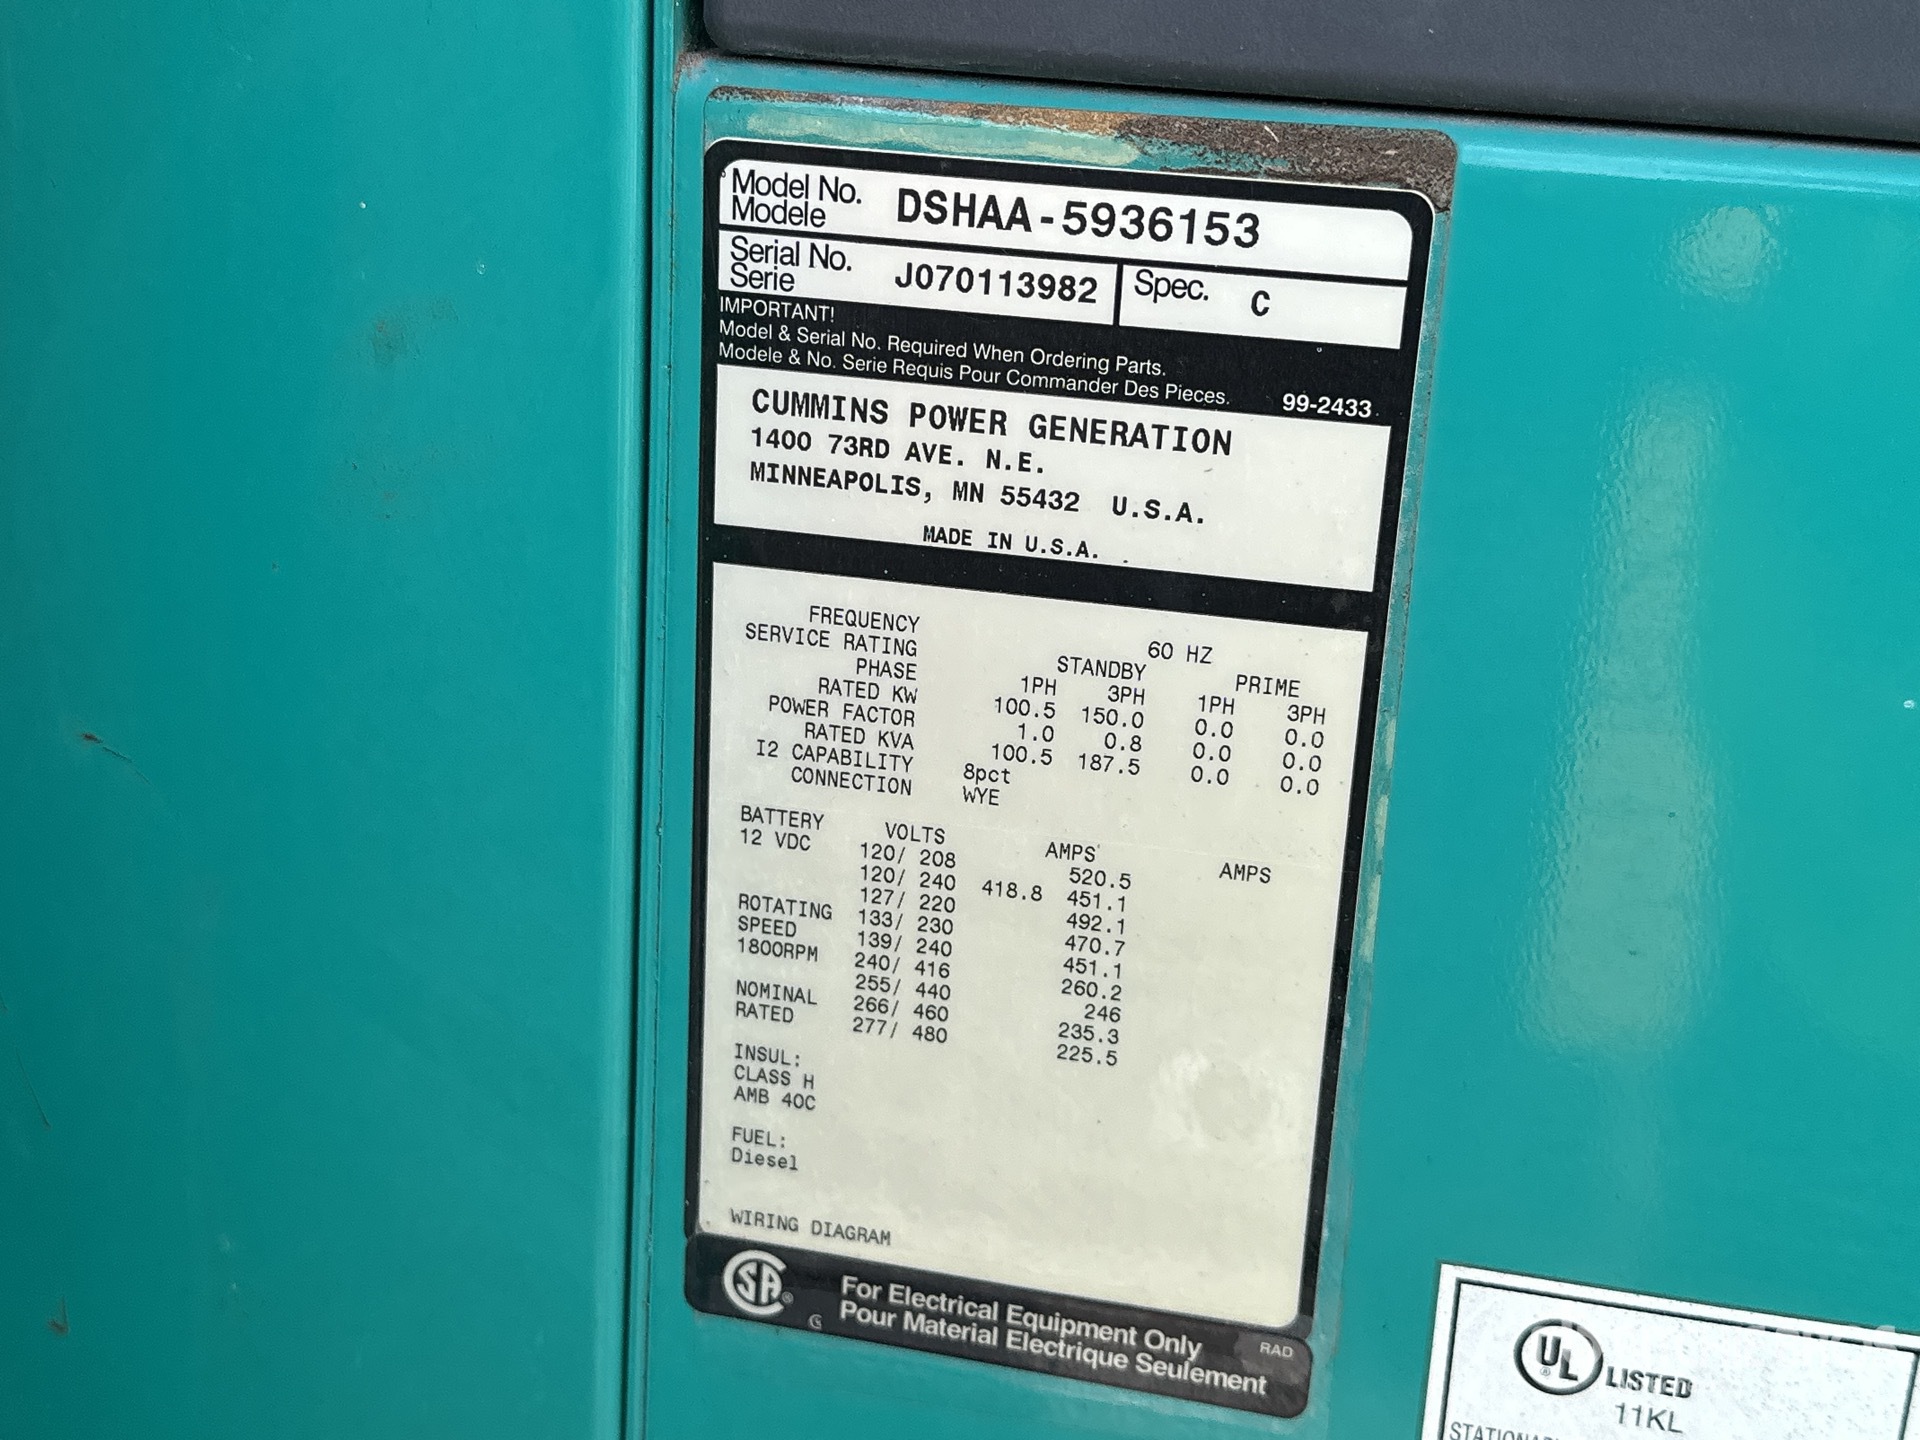 Model No. DSHAA-5936153
Modele
Serial No. J070113982 Spec. C
Serie
IMPORTANT!
Model & Serial No. Required When Ordering Parts.
Modele & No. Serie Requis Pour Commander Des Pieces. 99-2433
CUMMINS POWER GENERATION
1400 73RD AVE. N.E.
MINNEAPOLIS, MN 55432 U.S.A.
MADE IN U.S.A.
FREQUENCY 60 HZ
SERVICE RATING STANDBY PRIME
PHASE 1PH 3PH 1PH 3PH
RATED KW 100.5 150.0 0.0 0.0
POWER FACTOR 1.0 0.8 0.0 0.0
RATED KVA 100.5 187.5 0.0 0.0
I2 CAPABILITY 8pct
CONNECTION WYE
BATTERY VOLTS AMPS AMPS
12 VDC 120/ 208 520.5
120/ 240 418.8 451.1
127/ 220 492.1
ROTATING 133/ 230 470.7
SPEED 139/ 240 451.1
1800RPM 240/ 416 260.2
255/ 440 246
NOMINAL 266/ 460 235.3
RATED 277/ 480 225.5
INSUL:
CLASS H
AMB 40C
FUEL:
Diesel
WIRING DIAGRAM
SA ®
G For Electrical Equipment Only RAD
Pour Material Electrique Seulement
UL ® LISTED
11KL